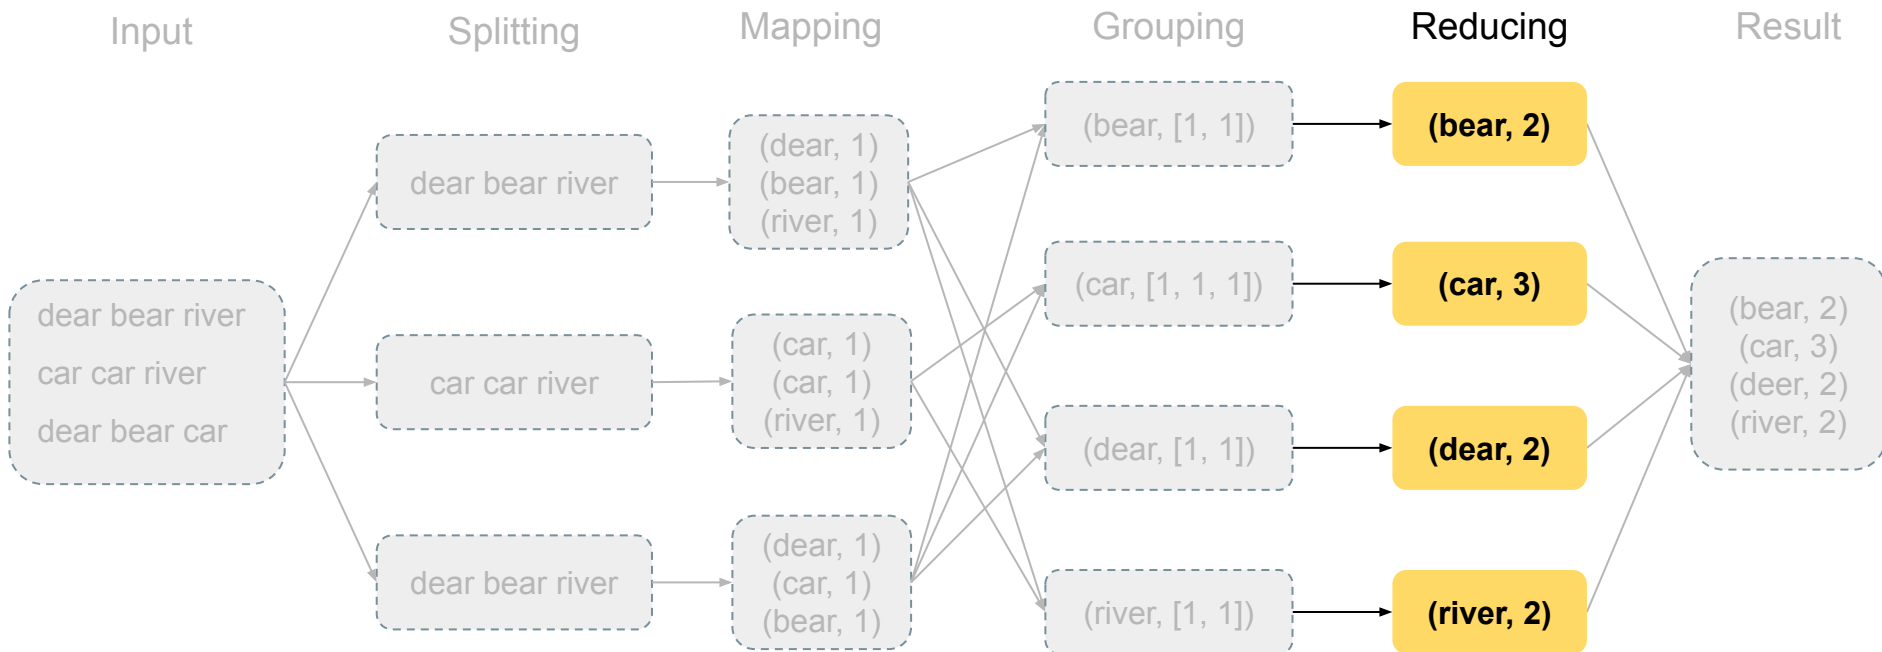 Input
Splitting
Mapping
Grouping
Reducing
Result
dear bear river
car car river
dear bear car
dear bear river
car car river
dear bear river
(dear, 1)
(bear, 1)
(river, 1)
(car, 1)
(car, 1)
(river, 1)
(dear, 1)
(car, 1)
(bear, 1)
(bear, [1, 1])
(car, [1, 1, 1])
(dear, [1, 1])
(river, [1, 1])
(bear, 2)
(car, 3)
(dear, 2)
(river, 2)
(bear, 2)
(car, 3)
(deer, 2)
(river, 2)